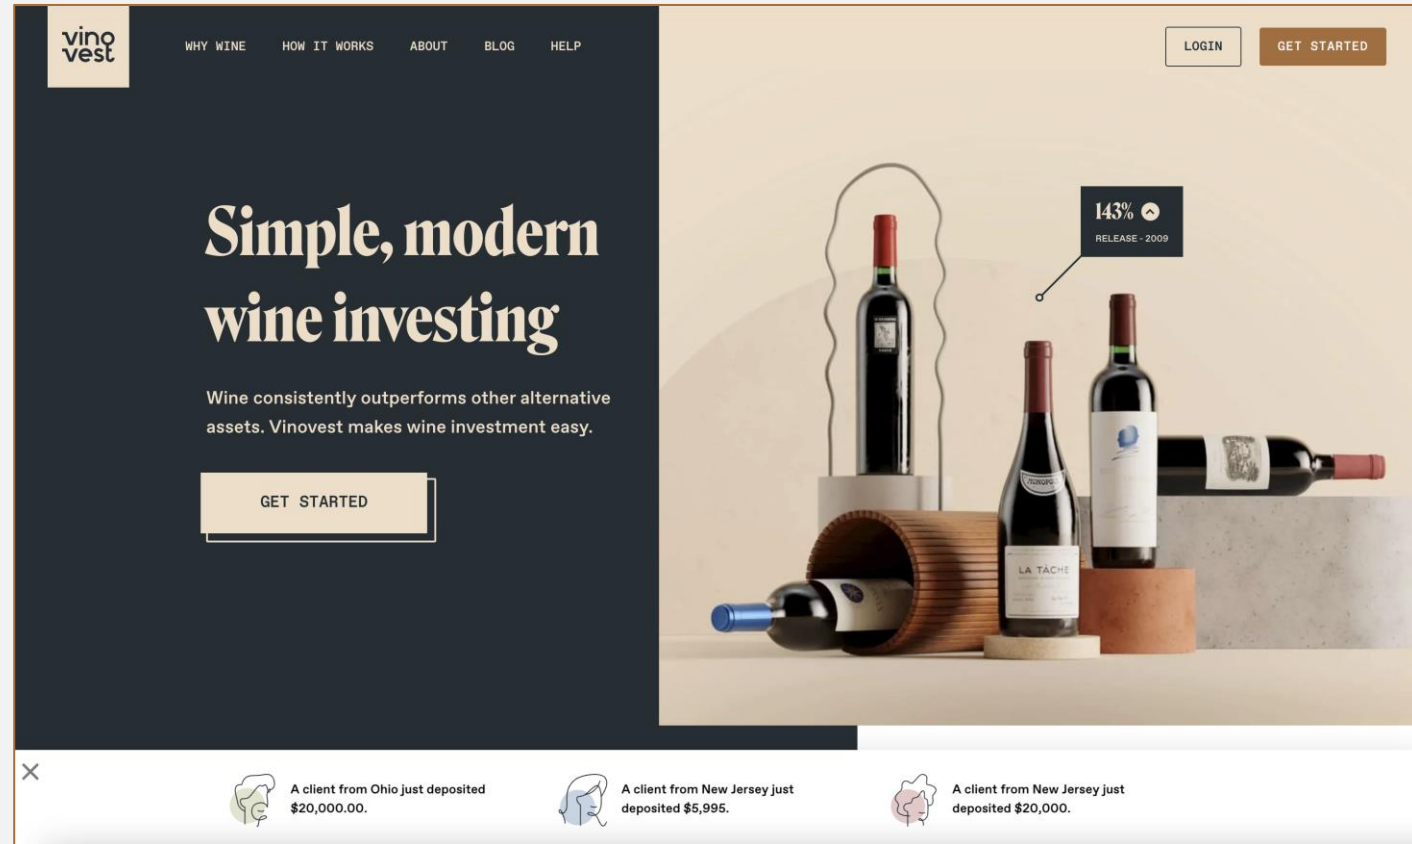 vino
vest
WHY WINE HOW IT WORKS ABOUT BLOG HELP
LOGIN GET STARTED
Simple, modern
wine investing
Wine consistently outperforms other alternative
assets. Vinovest makes wine investment easy.
GET STARTED
143%
RELEASE - 2009
MONOPOLE
LA TÂCHE
A client from Ohio just deposited
$20,000.00.
A client from New Jersey just
deposited $5,995.
A client from New Jersey just
deposited $20,000.